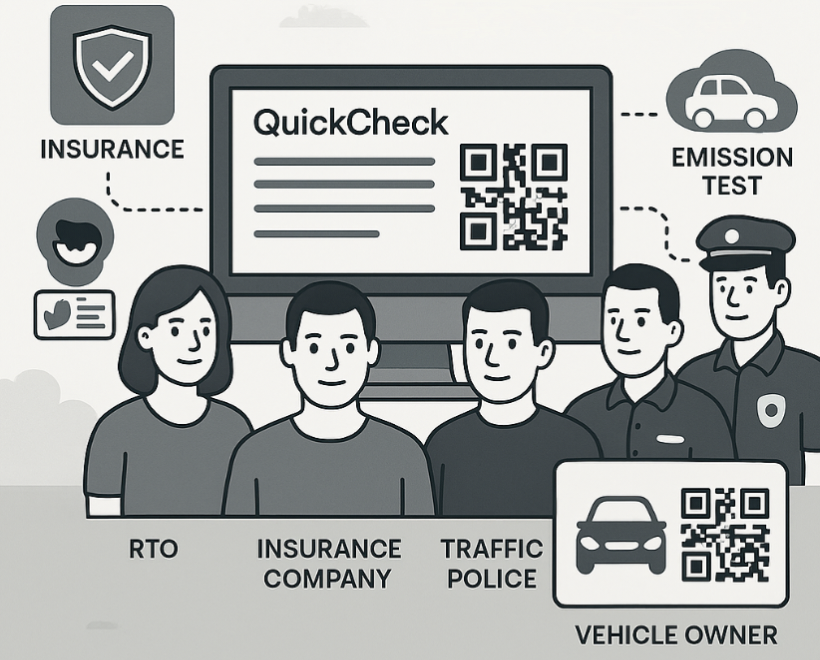 INSURANCE
QuickCheck
EMISSION
TEST
RTO
INSURANCE
COMPANY
TRAFFIC
POLICE
VEHICLE OWNER